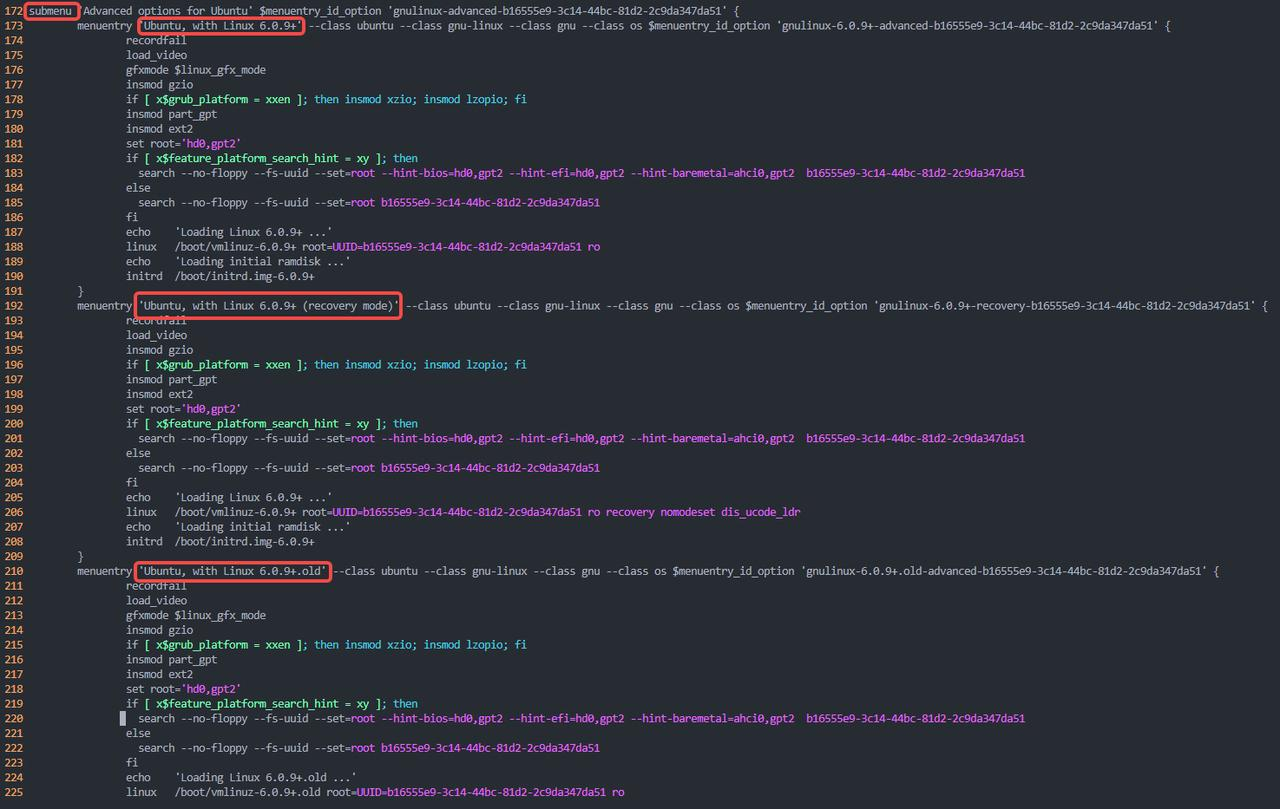 172 submenu 'Advanced options for Ubuntu' $menuentry_id_option 'gnulinux-advanced-b16555e9-3c14-44bc-81d2-2c9da347da51' {
173 menuentry 'Ubuntu, with Linux 6.0.9+' --class ubuntu --class gnu-linux --class gnu --class os $menuentry_id_option 'gnulinux-6.0.9+-advanced-b16555e9-3c14-44bc-81d2-2c9da347da51' {
174 recordfail
175 load_video
176 gfxmode $linux_gfx_mode
177 insmod gzio
178 if [ x$grub_platform = xxen ]; then insmod xzio; insmod lzopio; fi
179 insmod part_gpt
180 insmod ext2
181 set root='hd0,gpt2'
182 if [ x$feature_platform_search_hint = xy ]; then
183 search --no-floppy --fs-uuid --set=root --hint-bios=hd0,gpt2 --hint-efi=hd0,gpt2 --hint-baremetal=ahci0,gpt2 b16555e9-3c14-44bc-81d2-2c9da347da51
184 else
185 search --no-floppy --fs-uuid --set=root b16555e9-3c14-44bc-81d2-2c9da347da51
186 fi
187 echo 'Loading Linux 6.0.9+ ...'
188 linux /boot/vmlinuz-6.0.9+ root=UUID=b16555e9-3c14-44bc-81d2-2c9da347da51 ro
189 echo 'Loading initial ramdisk ...'
190 initrd /boot/initrd.img-6.0.9+
191 }
192 menuentry 'Ubuntu, with Linux 6.0.9+ (recovery mode)' --class ubuntu --class gnu-linux --class gnu --class os $menuentry_id_option 'gnulinux-6.0.9+-recovery-b16555e9-3c14-44bc-81d2-2c9da347da51' {
193 recordfail
194 load_video
195 insmod gzio
196 if [ x$grub_platform = xxen ]; then insmod xzio; insmod lzopio; fi
197 insmod part_gpt
198 insmod ext2
199 set root='hd0,gpt2'
200 if [ x$feature_platform_search_hint = xy ]; then
201 search --no-floppy --fs-uuid --set=root --hint-bios=hd0,gpt2 --hint-efi=hd0,gpt2 --hint-baremetal=ahci0,gpt2 b16555e9-3c14-44bc-81d2-2c9da347da51
202 else
203 search --no-floppy --fs-uuid --set=root b16555e9-3c14-44bc-81d2-2c9da347da51
204 fi
205 echo 'Loading Linux 6.0.9+ ...'
206 linux /boot/vmlinuz-6.0.9+ root=UUID=b16555e9-3c14-44bc-81d2-2c9da347da51 ro recovery nomodeset dis_ucode_ldr
207 echo 'Loading initial ramdisk ...'
208 initrd /boot/initrd.img-6.0.9+
209 }
210 menuentry 'Ubuntu, with Linux 6.0.9+.old' --class ubuntu --class gnu-linux --class gnu --class os $menuentry_id_option 'gnulinux-6.0.9+.old-advanced-b16555e9-3c14-44bc-81d2-2c9da347da51' {
211 recordfail
212 load_video
213 gfxmode $linux_gfx_mode
214 insmod gzio
215 if [ x$grub_platform = xxen ]; then insmod xzio; insmod lzopio; fi
216 insmod part_gpt
217 insmod ext2
218 set root='hd0,gpt2'
219 if [ x$feature_platform_search_hint = xy ]; then
220 search --no-floppy --fs-uuid --set=root --hint-bios=hd0,gpt2 --hint-efi=hd0,gpt2 --hint-baremetal=ahci0,gpt2 b16555e9-3c14-44bc-81d2-2c9da347da51
221 else
222 search --no-floppy --fs-uuid --set=root b16555e9-3c14-44bc-81d2-2c9da347da51
223 fi
224 echo 'Loading Linux 6.0.9+.old ...'
225 linux /boot/vmlinuz-6.0.9+.old root=UUID=b16555e9-3c14-44bc-81d2-2c9da347da51 ro